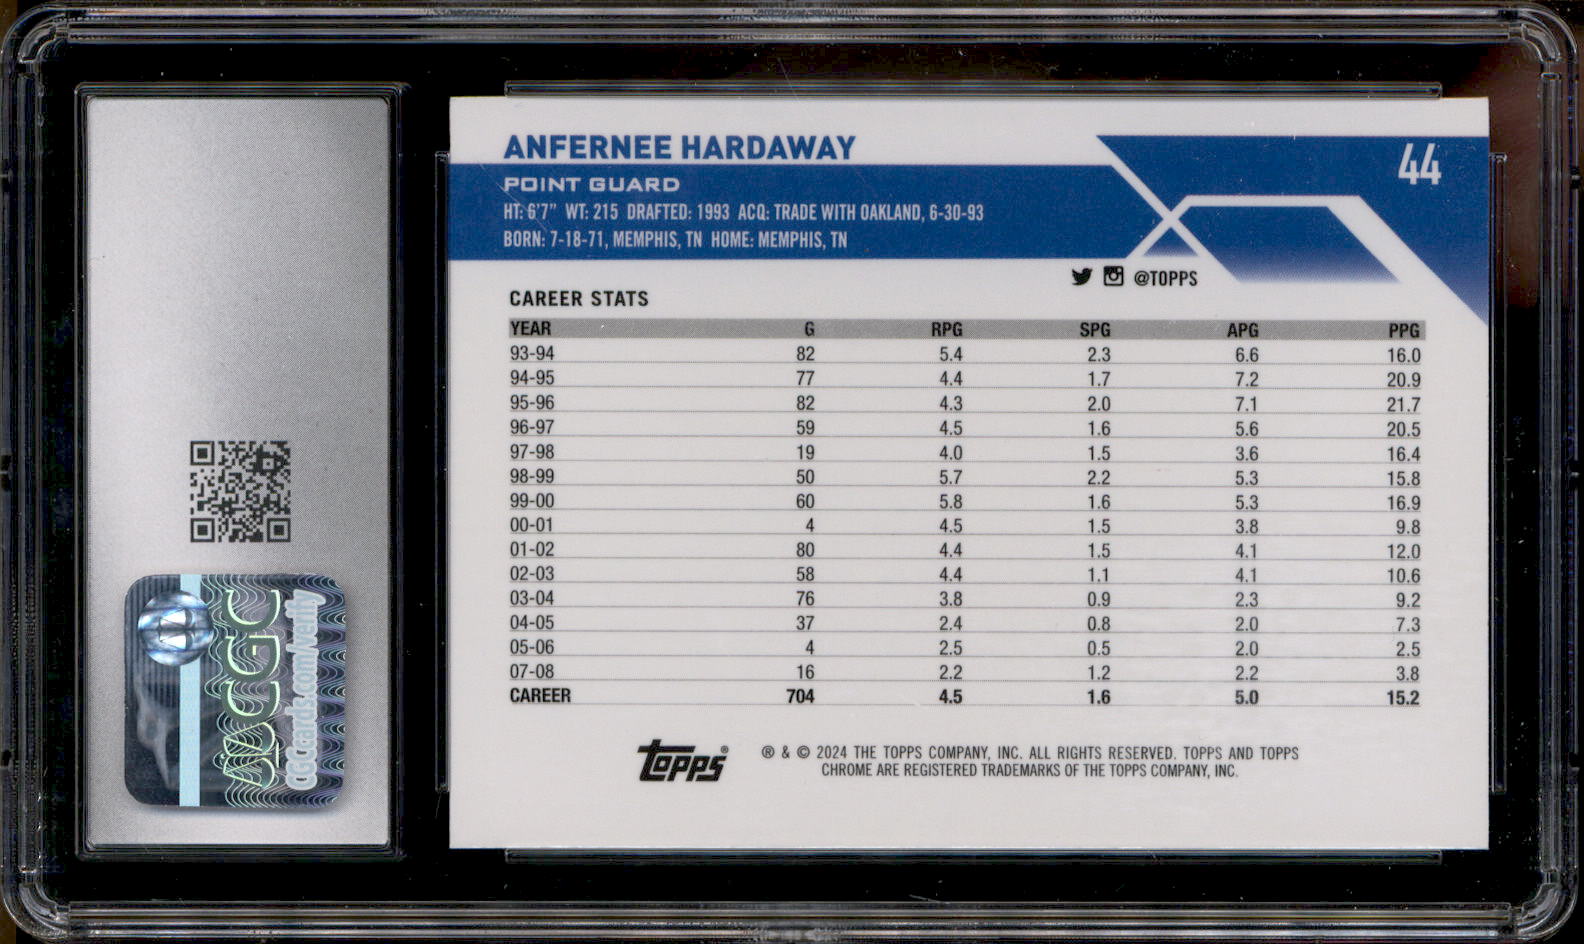 ANFERNEE HARDAWAY
44
POINT GUARD
HT: 6'7" WT: 215 DRAFTED: 1993 ACQ: TRADE WITH OAKLAND, 6-30-93
BORN: 7-18-71, MEMPHIS, TN HOME: MEMPHIS, TN
@TOPPS
CAREER STATS
YEAR G RPG SPG APG PPG
93-94 82 5.4 2.3 6.6 16.0
94-95 77 4.4 1.7 7.2 20.9
95-96 82 4.3 2.0 7.1 21.7
96-97 59 4.5 1.6 5.6 20.5
97-98 19 4.0 1.5 3.6 16.4
98-99 50 5.7 2.2 5.3 15.8
99-00 60 5.8 1.6 5.3 16.9
00-01 4 4.5 1.5 3.8 9.8
01-02 80 4.4 1.5 4.1 12.0
02-03 58 4.4 1.1 4.1 10.6
03-04 76 3.8 0.9 2.3 9.2
04-05 37 2.4 0.8 2.0 7.3
05-06 4 2.5 0.5 2.0 2.5
07-08 16 2.2 1.2 2.2 3.8
CAREER 704 4.5 1.6 5.0 15.2
Topps® ® & © 2024 THE TOPPS COMPANY, INC. ALL RIGHTS RESERVED. TOPPS AND TOPPS
CHROME ARE REGISTERED TRADEMARKS OF THE TOPPS COMPANY, INC.
CGC
CGCcards.com/verify